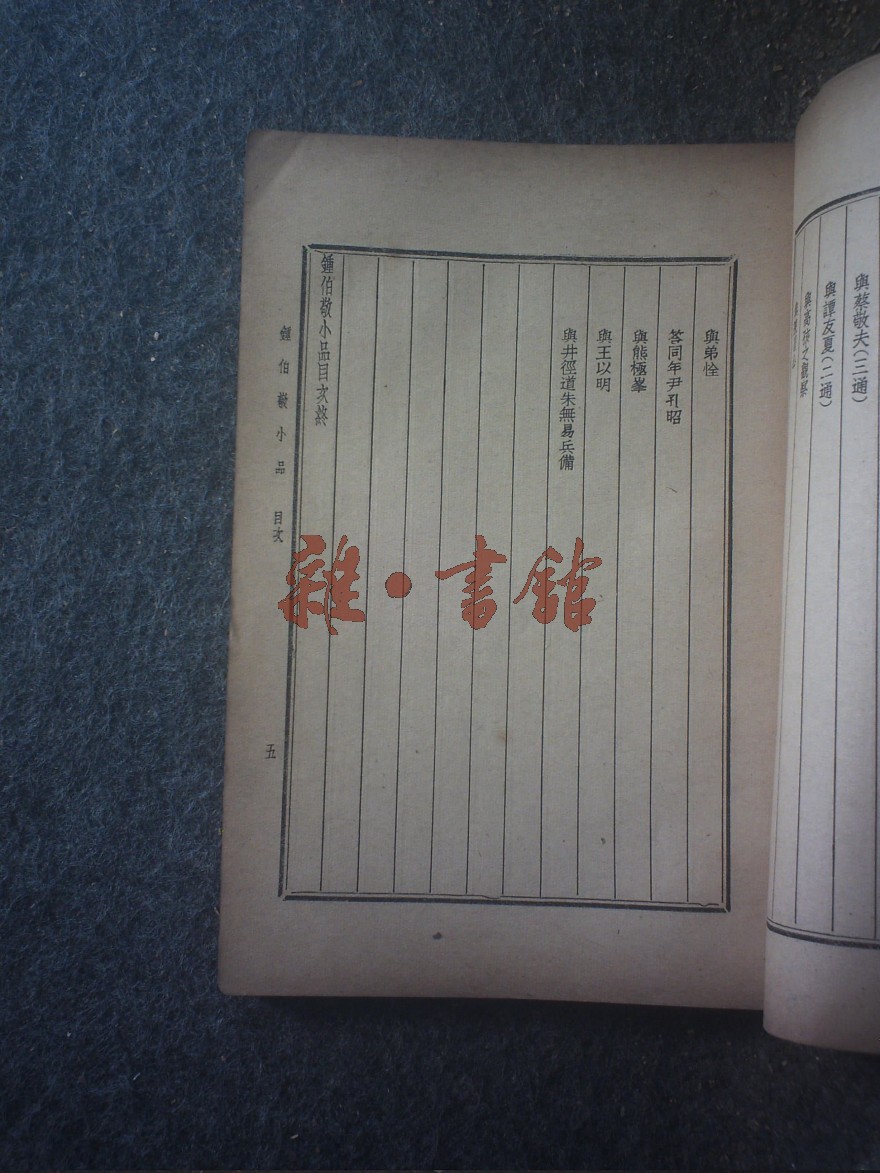 與蔡敬夫(三通)
與譚友夏(二通)
與高孩之觀察
與弟恮
答同年尹孔昭
與熊極峯
與王以明
與井徑道朱無易兵備
鍾伯敬小品目次終
鍾伯敬小品 目次
五
雜·書館